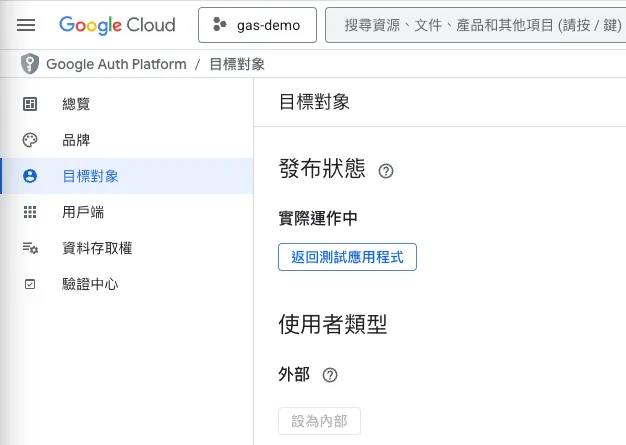 Google Cloud gas-demo 搜尋資源、文件、產品和其他項目 (請按 / 鍵)
Google Auth Platform / 目標對象
總覽
品牌
目標對象
用戶端
資料存取權
驗證中心
目標對象
發布狀態
實際運作中
返回測試應用程式
使用者類型
外部
設為內部